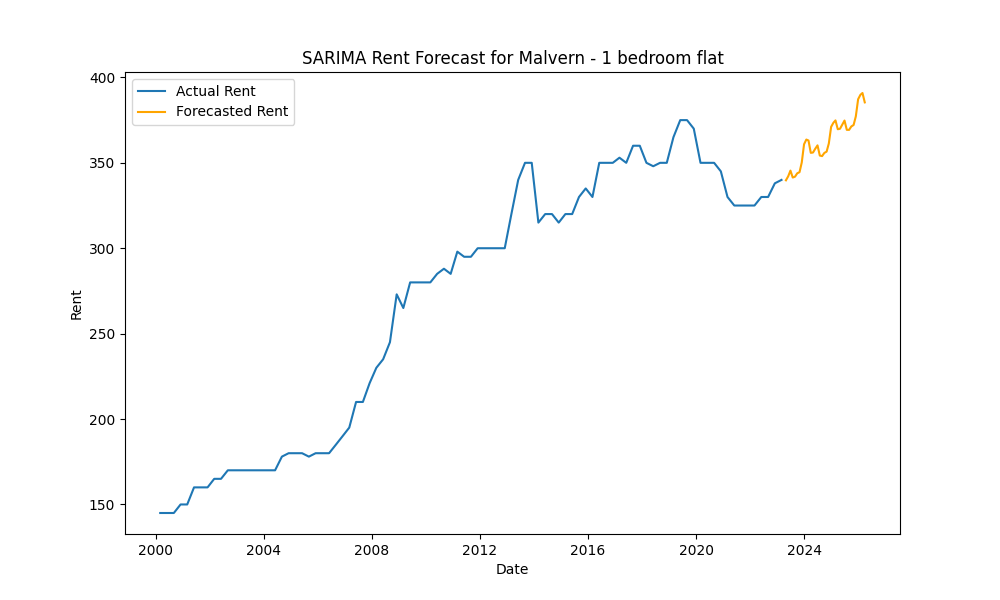 SARIMA Rent Forecast for Malvern - 1 bedroom flat
Actual Rent
Forecasted Rent
Rent
400
350
300
250
200
150
2000 2004 2008 2012 2016 2020 2024
Date